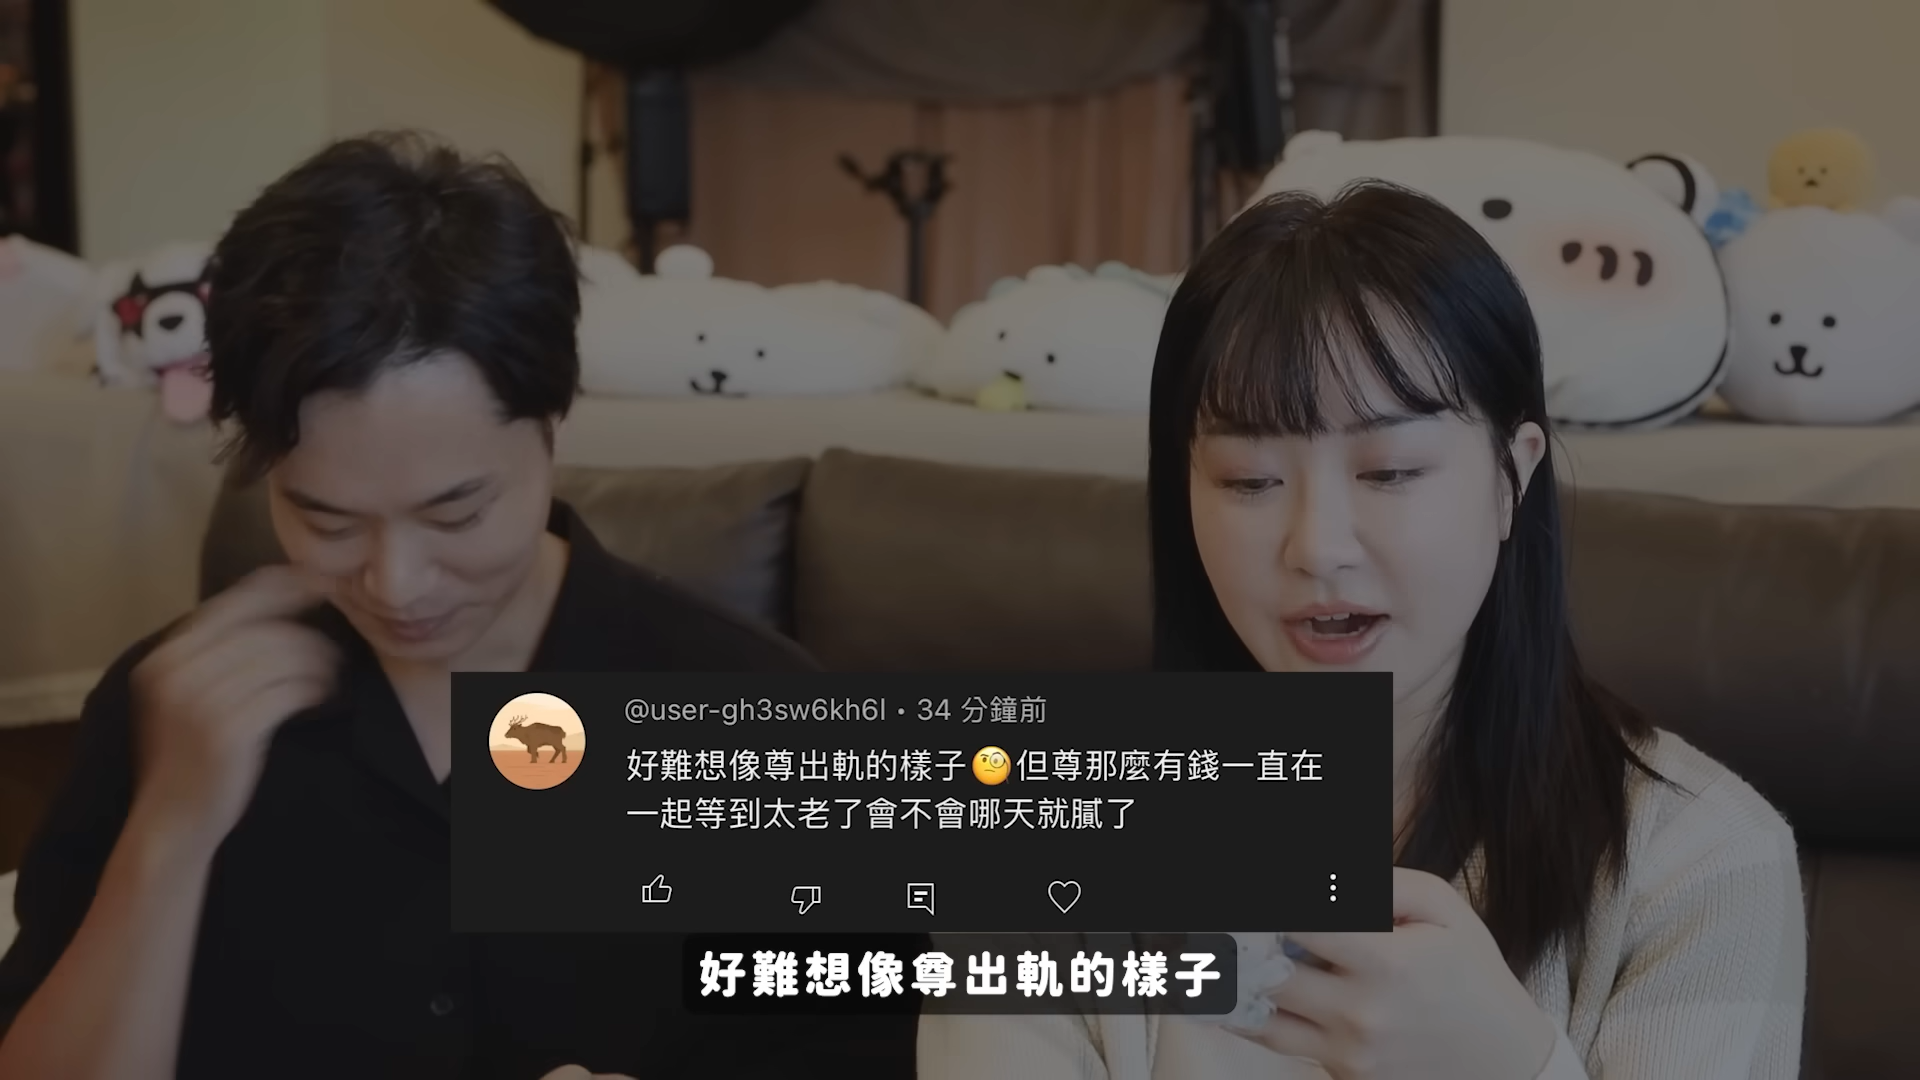 @user-gh3sw6kh6l • 34 分鐘前
好難想像尊出軌的樣子🧐但尊那麼有錢一直在
一起等到太老了會不會哪天就膩了
好難想像尊出軌的樣子